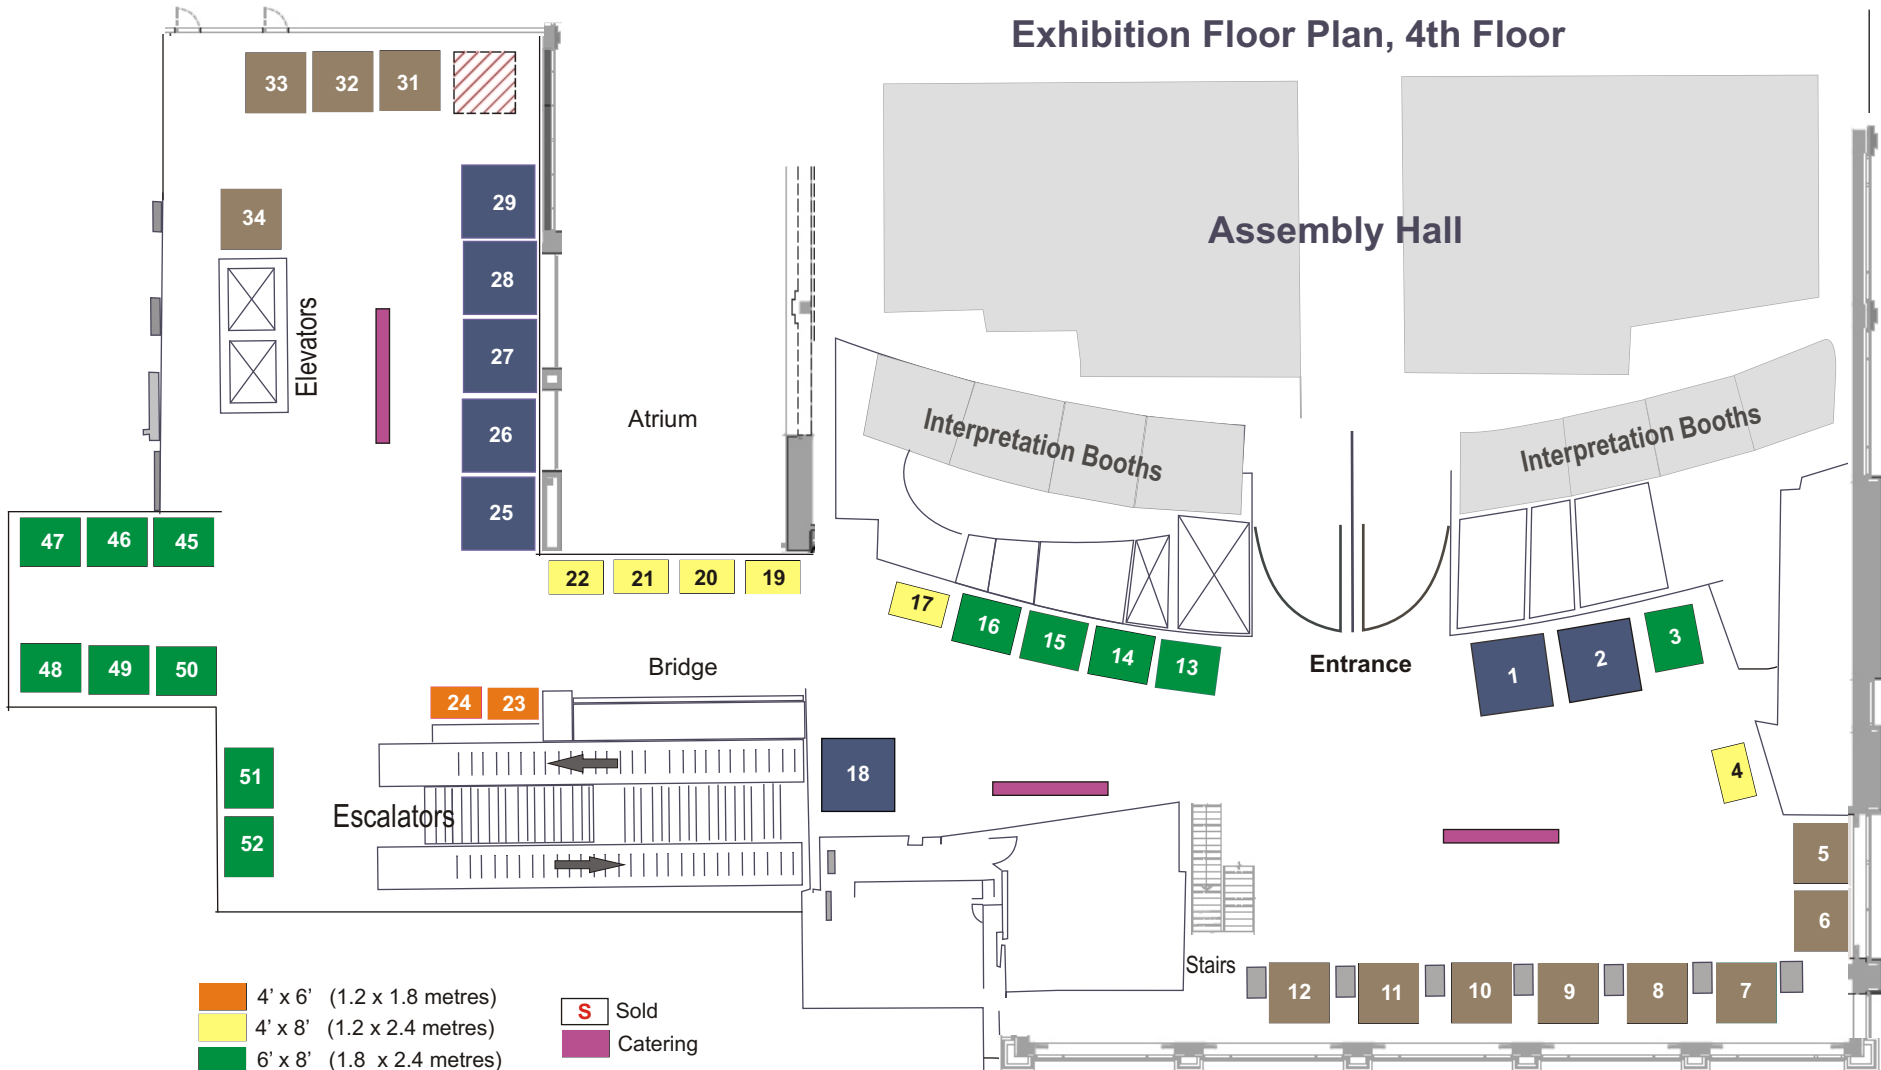 Exhibition Floor Plan, 4th Floor
33
32
31
34
29
28
27
26
25
Elevators
Atrium
Assembly Hall
Interpretation Booths
Interpretation Booths
47
46
45
48
49
50
22
21
20
19
17
16
15
14
13
Entrance
1
2
3
4
Bridge
24
23
18
51
52
Escalators
5
6
Stairs
12
11
10
9
8
7
4’ x 6’ (1.2 x 1.8 metres)
4’ x 8’ (1.2 x 2.4 metres)
6’ x 8’ (1.8 x 2.4 metres)
S Sold
Catering